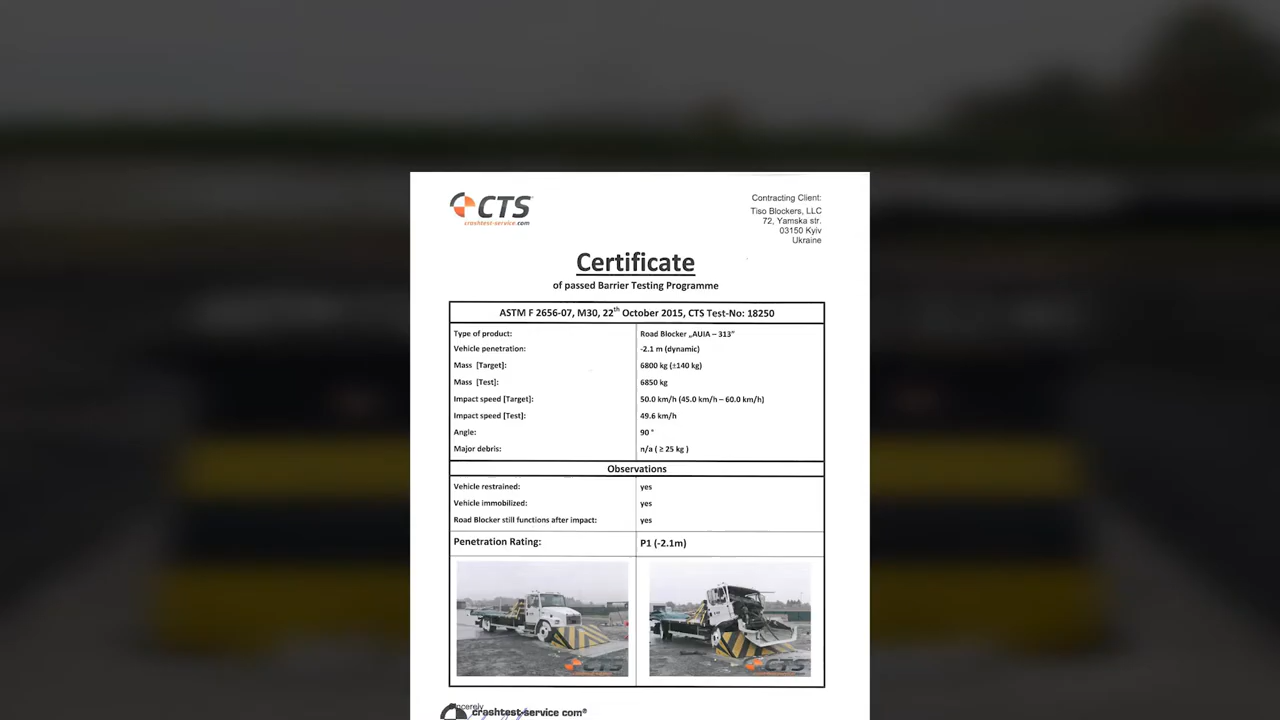 CTS
crashtest-service.com
Contracting Client:
Tiso Blockers, LLC
72, Yamska str.
03150 Kyiv
Ukraine
Certificate
of passed Barrier Testing Programme
ASTM F 2656-07, M30, 22th October 2015, CTS Test-No: 18250
Type of product: Road Blocker „AUIA – 313”
Vehicle penetration: -2.1 m (dynamic)
Mass [Target]: 6800 kg (±140 kg)
Mass [Test]: 6850 kg
Impact speed [Target]: 50.0 km/h (45.0 km/h – 60.0 km/h)
Impact speed [Test]: 49.6 km/h
Angle: 90 °
Major debris: n/a ( ≥ 25 kg )
Observations
Vehicle restrained: yes
Vehicle immobilized: yes
Road Blocker still functions after impact: yes
Penetration Rating: P1 (-2.1m)
CTS
CTS
Sincerely
crashtest-service com®